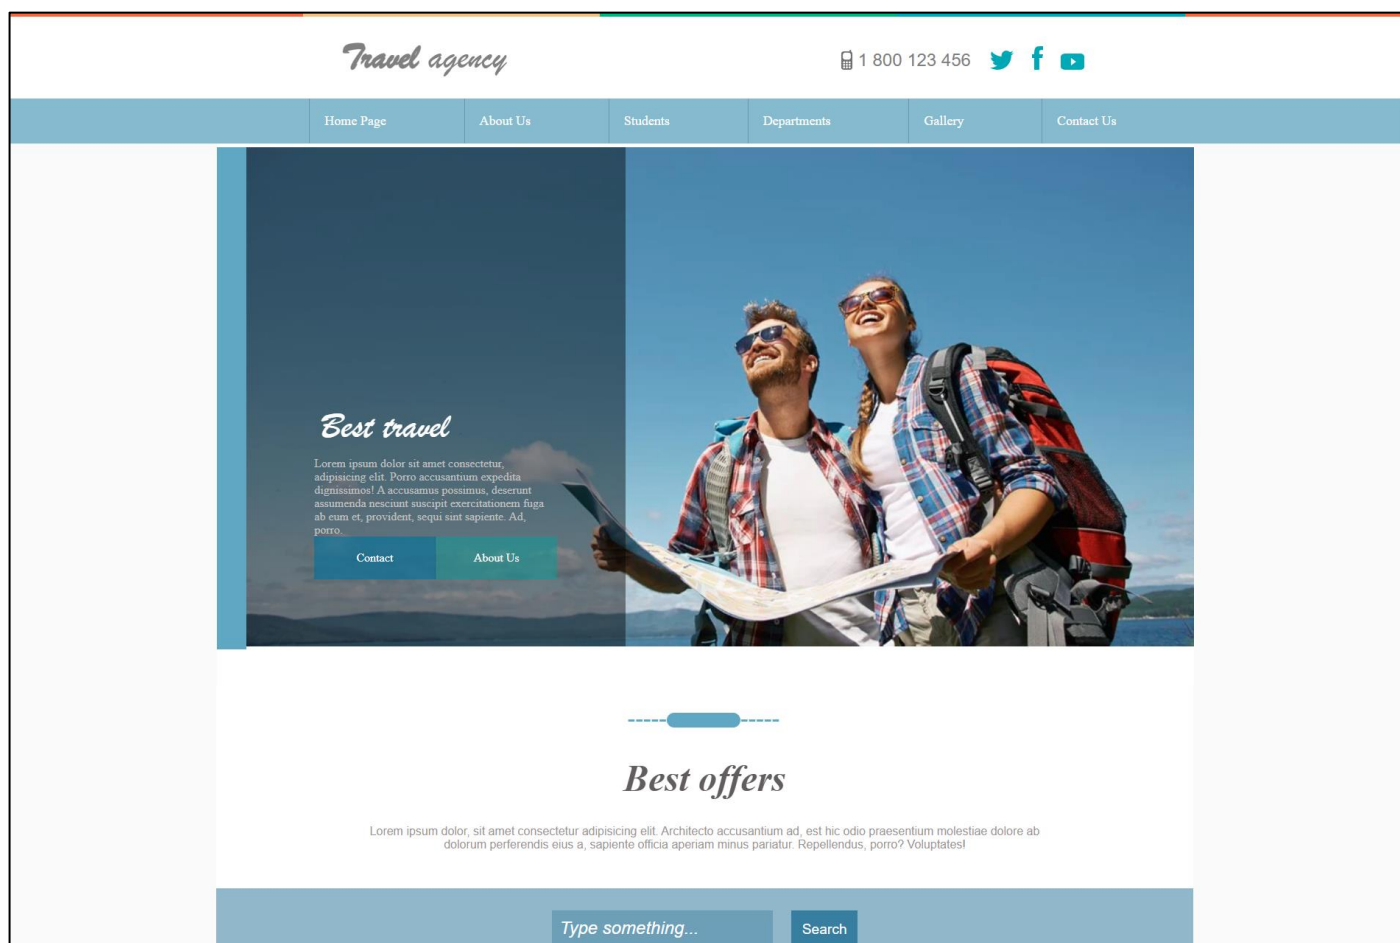 Travel agency
1 800 123 456
Home Page
About Us
Students
Departments
Gallery
Contact Us
Best travel
Lorem ipsum dolor sit amet consectetur,
adipisicing elit. Porro accusantium expedita
dignissimos! A accusamus possimus, deserunt
assumenda nesciunt suscipit exercitationem fuga
ab eum et, provident, sequi sint sapiente. Ad,
porro.
Contact
About Us
Best offers
Lorem ipsum dolor, sit amet consectetur adipisicing elit. Architecto accusantium ad, est hic odio praesentium molestiae dolore ab
dolorum perferendis eius a, sapiente officia aperiam minus pariatur. Repellendus, porro? Voluptates!
Type something...
Search